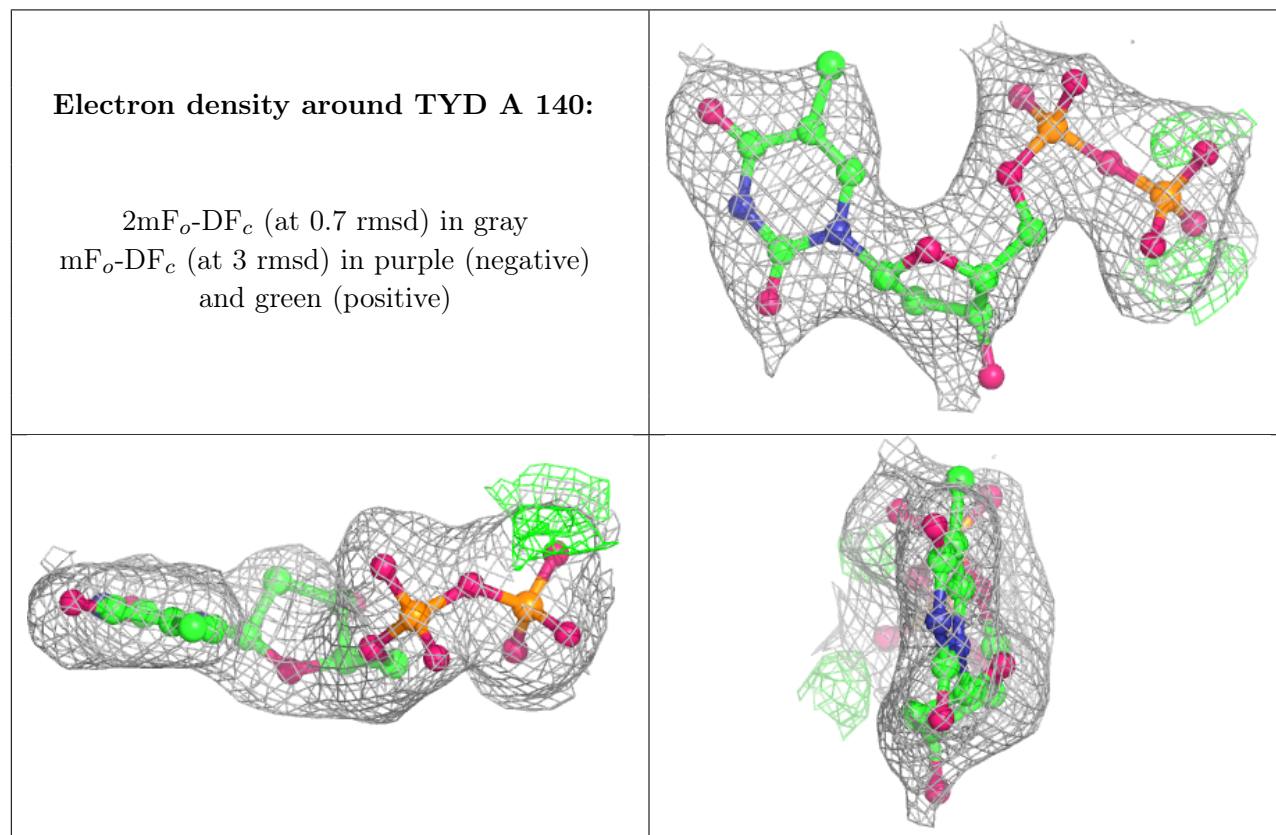 Electron density around TYD A 140:
2mFo-DFc (at 0.7 rmsd) in gray
mFo-DFc (at 3 rmsd) in purple (negative)
and green (positive)